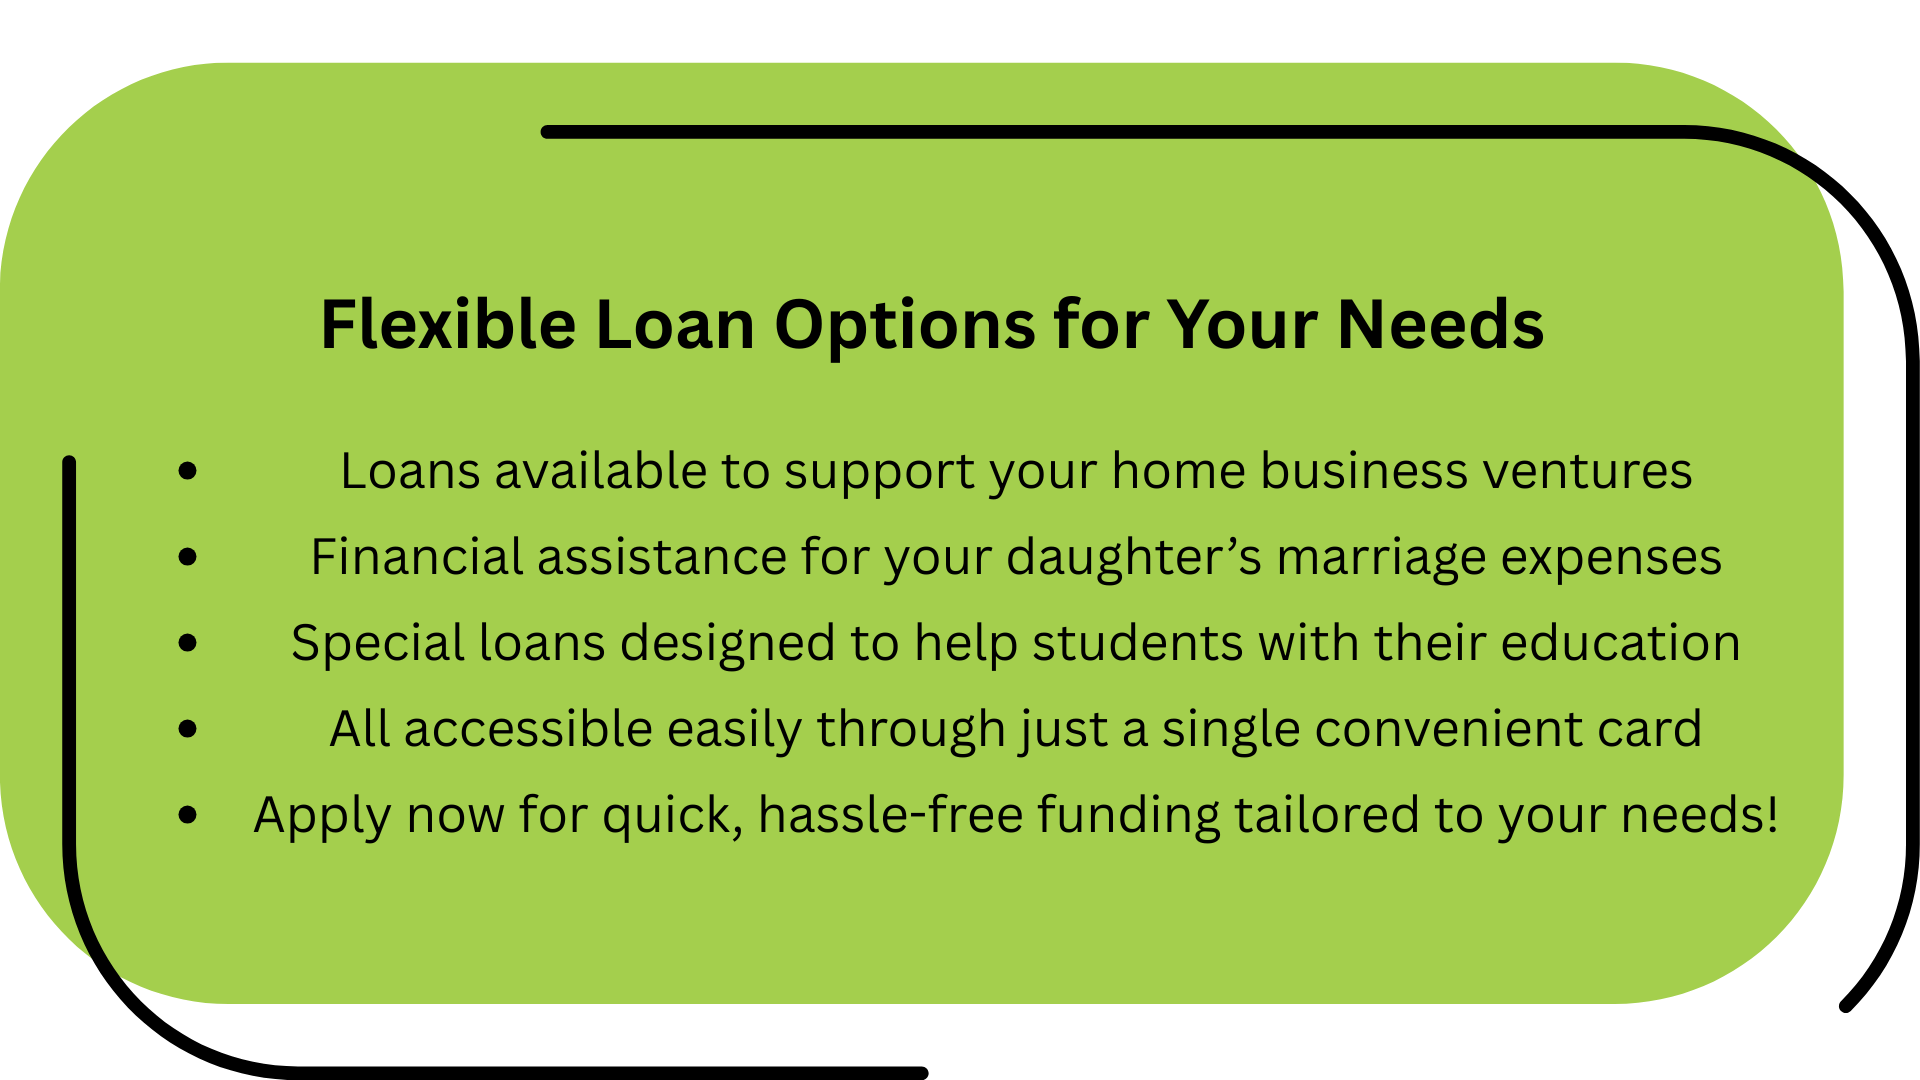 Flexible Loan Options for Your Needs
• Loans available to support your home business ventures
• Financial assistance for your daughter’s marriage expenses
• Special loans designed to help students with their education
• All accessible easily through just a single convenient card
• Apply now for quick, hassle-free funding tailored to your needs!